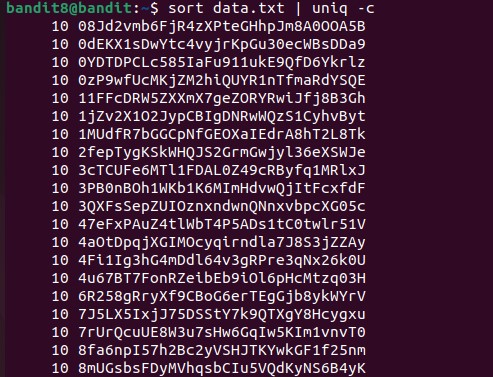 bandit8@bandit:~$ sort data.txt | uniq -c
10 08Jd2vmb6FjR4zXPteGHhpJm8A0OOA5B
10 0dEKX1sDwYtc4vyjrKpGu30ecWBsDDa9
10 0YDTDPCLc585IaFu911ukE9QfD6Ykrlz
10 0zP9wfUcMKjZM2hiQUYR1nTfmaRdYSQE
10 11FFcDRW5ZXXmX7geZORYRwiJfj8B3Gh
10 1jZv2X1O2JypCBIgDNRwWQzS1CyhvByt
10 1MUdfR7bGGCpNfGEOXaIEdrA8hT2L8Tk
10 2fepTygKSkWHQJS2GrmGwjyl36eXSWJe
10 3cTCUFe6MTl1FDAL0Z49cRByfq1MRlxJ
10 3PB0nBOh1WKb1K6MImHdvwQjItFcxfdF
10 3QXFsSepZUIOznxndwnQNnxvbpcXG05c
10 47eFxPAuZ4tlWbT4P5ADs1tC0twlr51V
10 4aOtDpqjXGIMOcyqirndla7J8S3jZZAy
10 4Fi1Ig3hG4mDdl64v3gRPre3qNx26k0U
10 4u67BT7FonRZeibEb9iOl6pHcMtzq03H
10 6R258gRryXf9CBoG6erTEgGjb8ykWYrV
10 7J5LX5IxjJ75DSStY7k9QTXgY8Hcygxu
10 7rUrQcuUE8W3u7sHw6GqIw5KIm1vnvT0
10 8fa6npI57h2Bc2yVSHJTKYwkGF1f25nm
10 8mUGsbsFDyMVhqsbCIu5VQdKyNS6B4yK